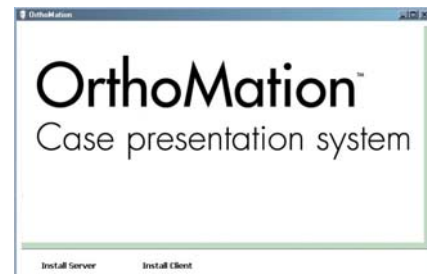 OrthoMation
OrthoMation™
Case presentation system
Install Server Install Client